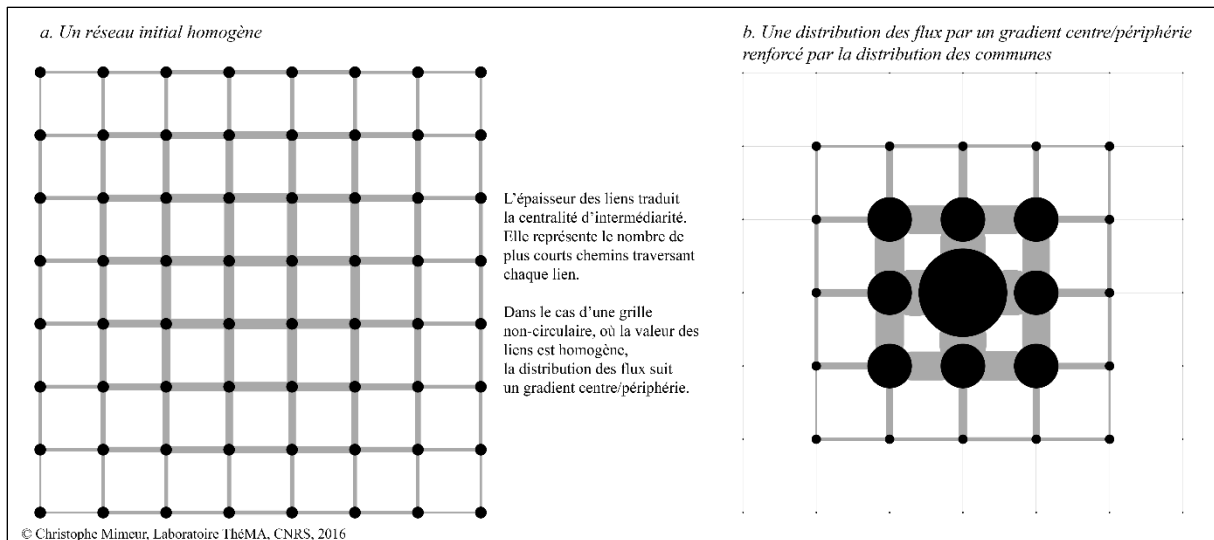 a. Un réseau initial homogène
b. Une distribution des flux par un gradient centre/périphérie
renforcé par la distribution des communes
L'épaisseur des liens traduit
la centralité d'intermédiarité.
Elle représente le nombre de
plus courts chemins traversant
chaque lien.
Dans le cas d'une grille
non-circulaire, où la valeur des
liens est homogène,
la distribution des flux suit
un gradient centre/périphérie.
© Christophe Mimeur, Laboratoire ThéMA, CNRS, 2016